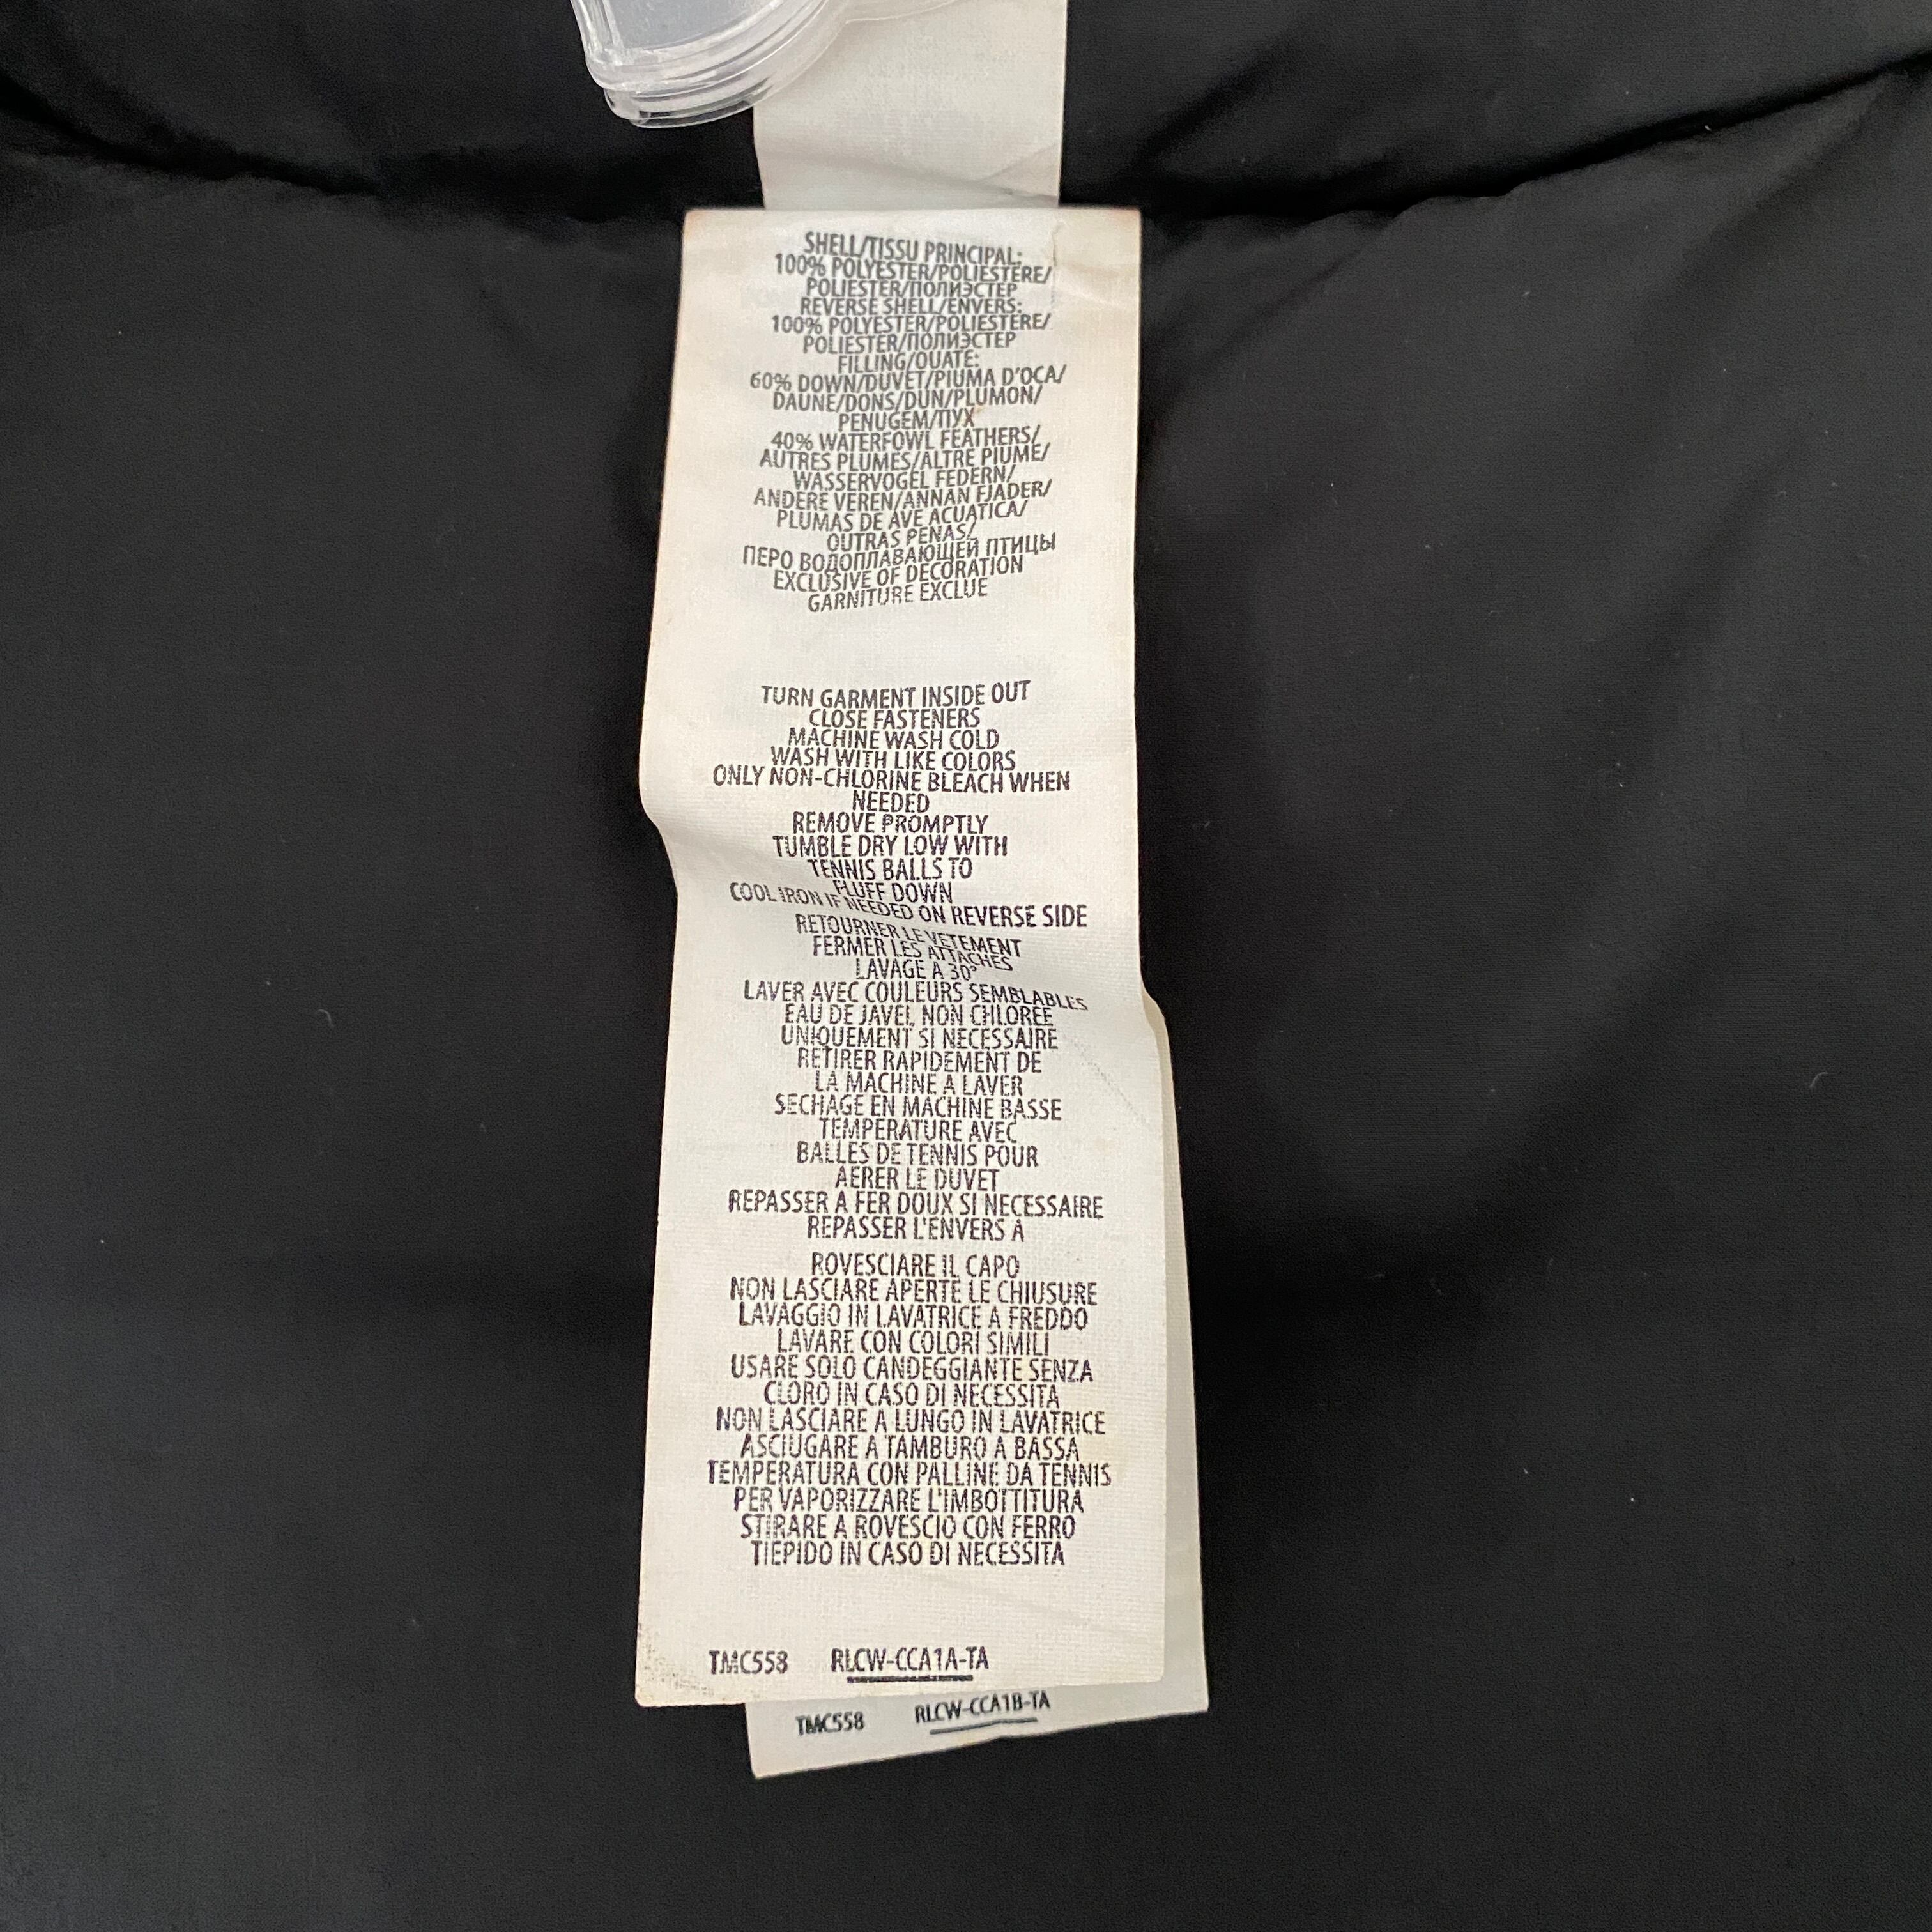 SHELL/TISSU PRINCIPAL:
100% POLYESTER/POLIESTERE/
POLIESTER/ПОЛИЭСТЕР
REVERSE SHELL/ENVERS:
100% POLYESTER/POLIESTERE/
POLIESTER/ПОЛИЭСТЕР
FILLING/OUATE:
60% DOWN/DUVET/PIUMA D'OCA/
DAUNE/DONS/DUN/PLUMON/
PENUGEM/ПУХ
40% WATERFOWL FEATHERS/
AUTRES PLUMES/ALTRE PIUME/
WASSERVOGEL FEDERN/
ANDERE VEREN/ANNAN FJADER/
PLUMAS DE AVE ACUATICA/
OUTRAS PENAS/
ПЕРО ВОДОПЛАВАЮЩЕЙ ПТИЦЫ
EXCLUSIVE OF DECORATION
GARNITURE EXCLUE
TURN GARMENT INSIDE OUT
CLOSE FASTENERS
MACHINE WASH COLD
WASH WITH LIKE COLORS
ONLY NON-CHLORINE BLEACH WHEN
NEEDED
REMOVE PROMPTLY
TUMBLE DRY LOW WITH
TENNIS BALLS TO
FLUFF DOWN
COOL IRON IF NEEDED ON REVERSE SIDE
RETOURNER LE VETEMENT
FERMER LES ATTACHES
LAVAGE A 30°
LAVER AVEC COULEURS SEMBLABLES
EAU DE JAVEL NON CHLOREE
UNIQUEMENT SI NECESSAIRE
RETIRER RAPIDEMENT DE
LA MACHINE A LAVER
SECHAGE EN MACHINE BASSE
TEMPERATURE AVEC
BALLES DE TENNIS POUR
AERER LE DUVET
REPASSER A FER DOUX SI NECESSAIRE
REPASSER L'ENVERS A
ROVESCIARE IL CAPO
NON LASCIARE APERTE LE CHIUSURE
LAVAGGIO IN LAVATRICE A FREDDO
LAVARE CON COLORI SIMILI
USARE SOLO CANDEGGIANTE SENZA
CLORO IN CASO DI NECESSITA
NON LASCIARE A LUNGO IN LAVATRICE
ASCIUGARE A TAMBURO A BASSA
TEMPERATURA CON PALLINE DA TENNIS
PER VAPORIZZARE L'IMBOTTITURA
STIRARE A ROVESCIO CON FERRO
TIEPIDO IN CASO DI NECESSITA
TMC558 RLCW-CCA1A-TA
TMC558 RLCW-CCA1B-TA